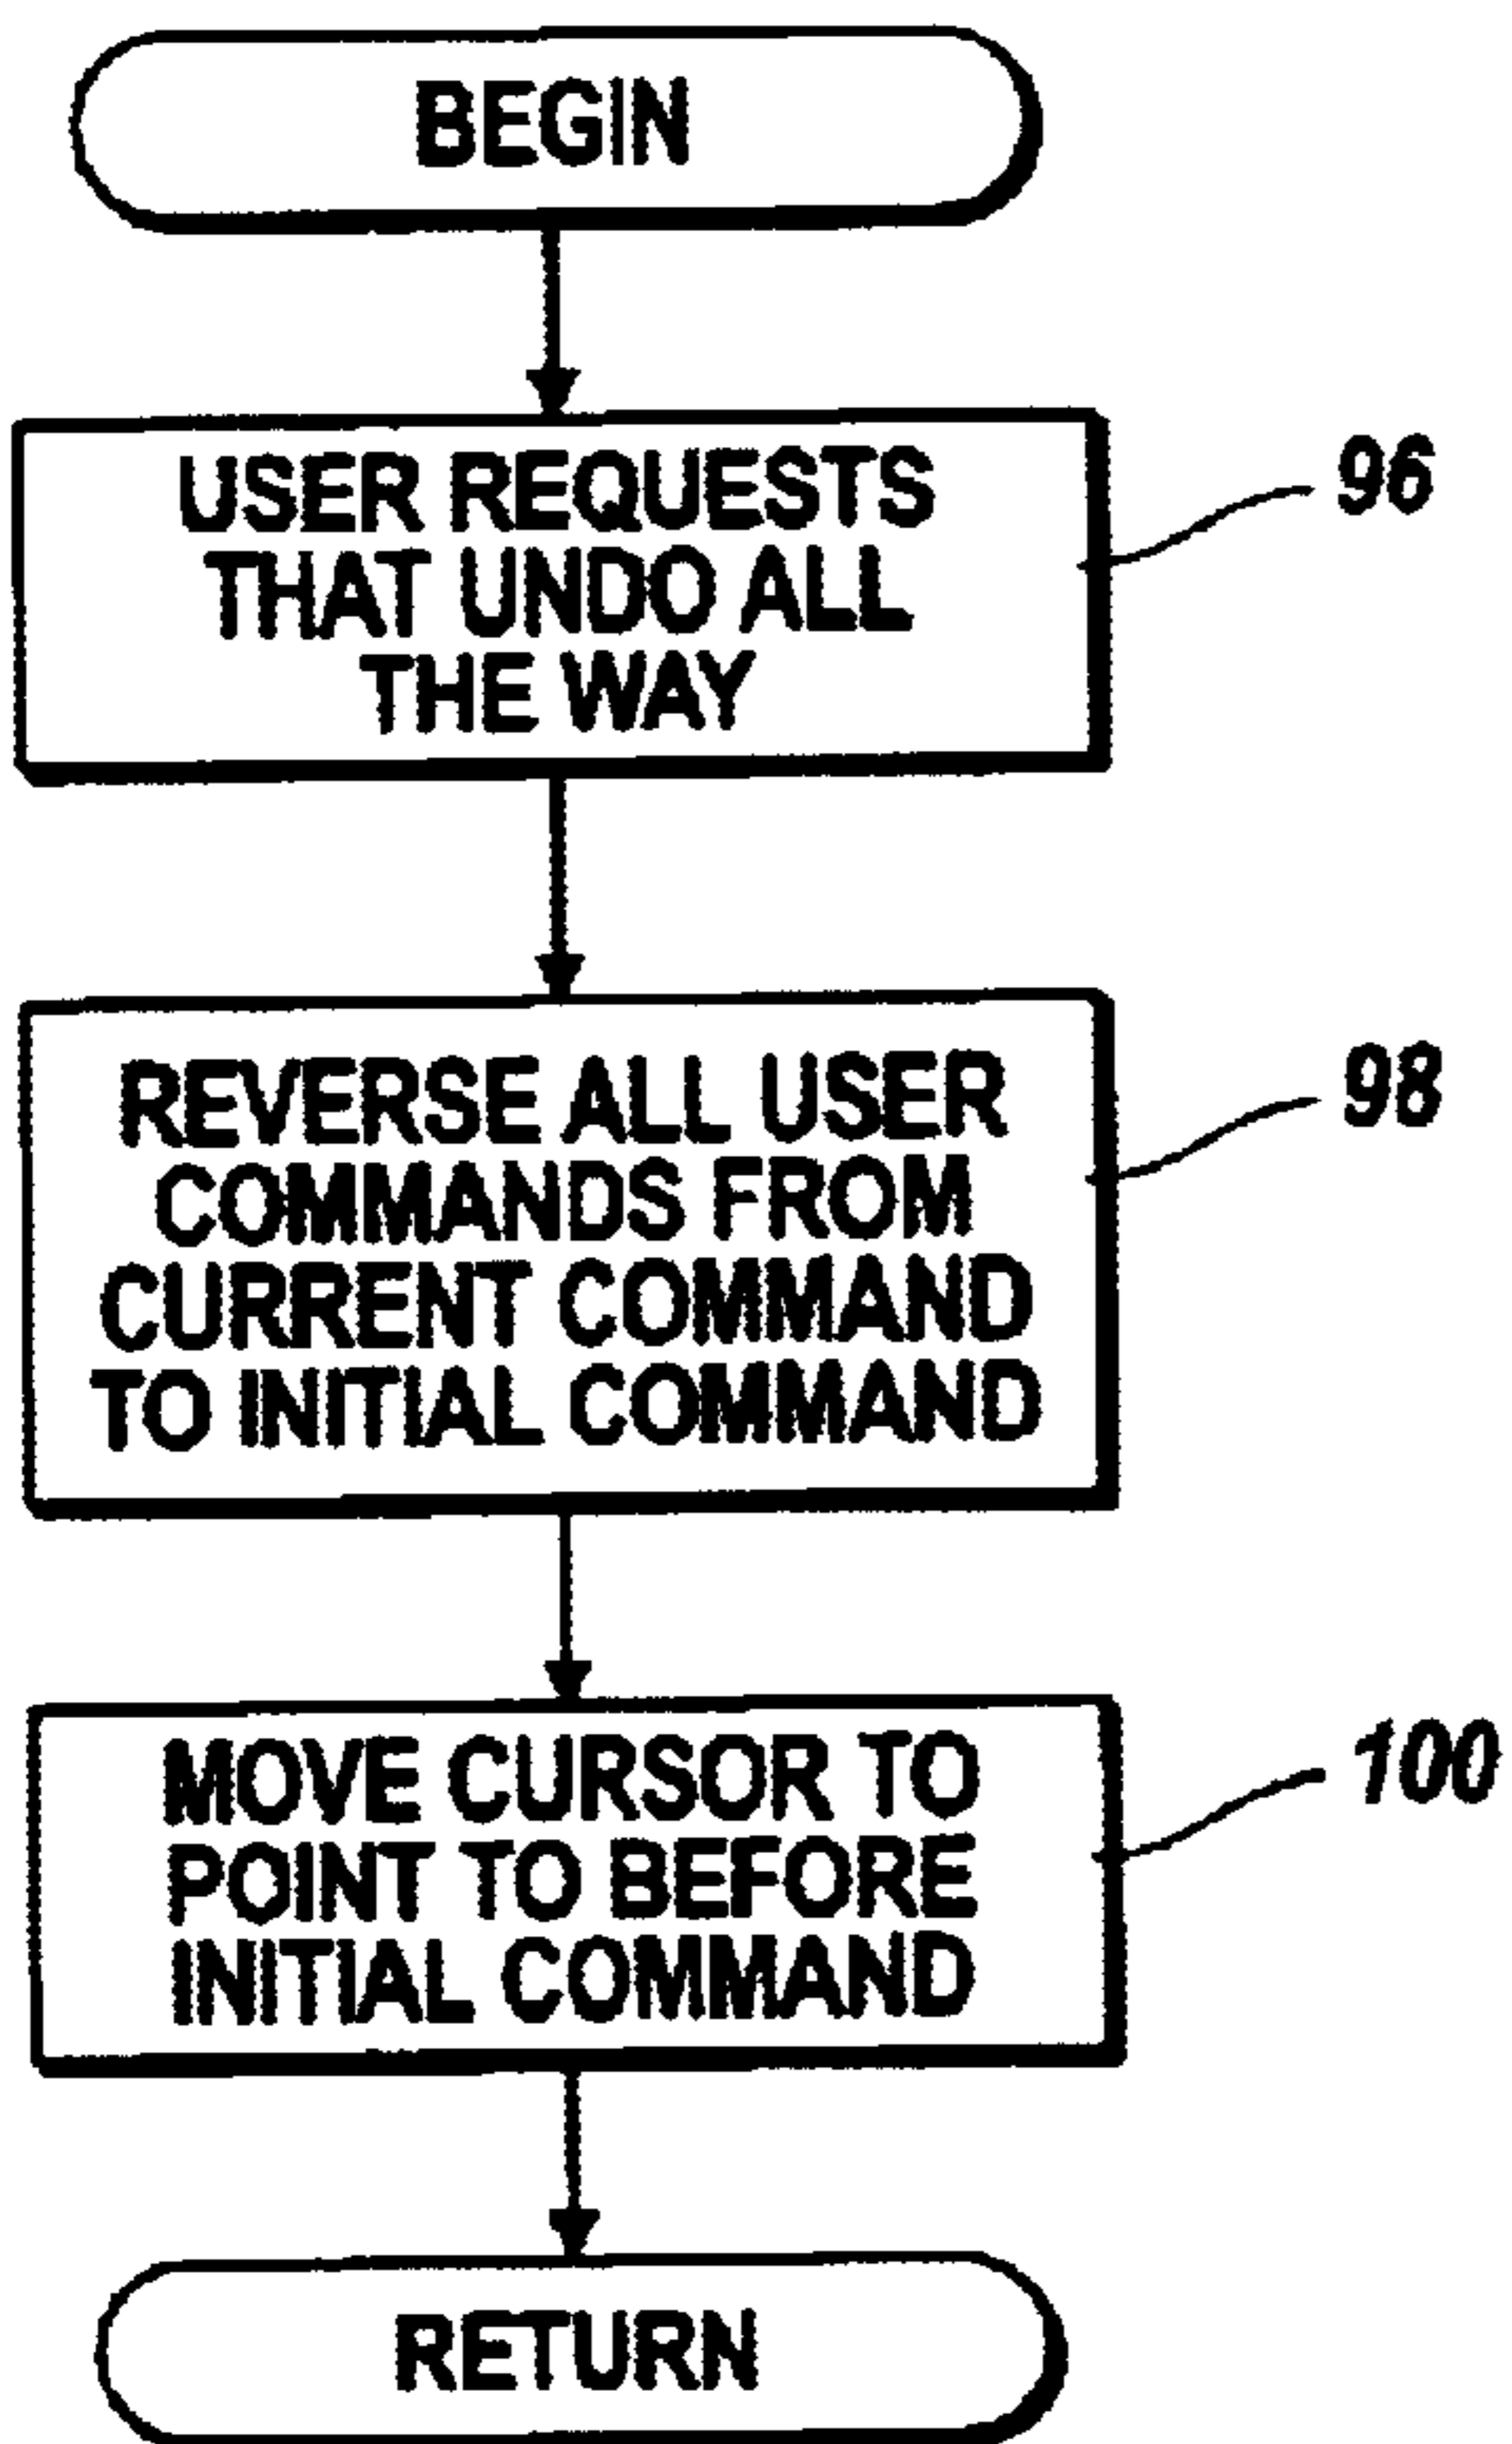 BEGIN
USER REQUESTS
THAT UNDO ALL
THE WAY
96
REVERSE ALL USER
COMMANDS FROM
CURRENT COMMAND
TO INITIAL COMMAND
98
MOVE CURSOR TO
POINT TO BEFORE
INITIAL COMMAND
100
RETURN